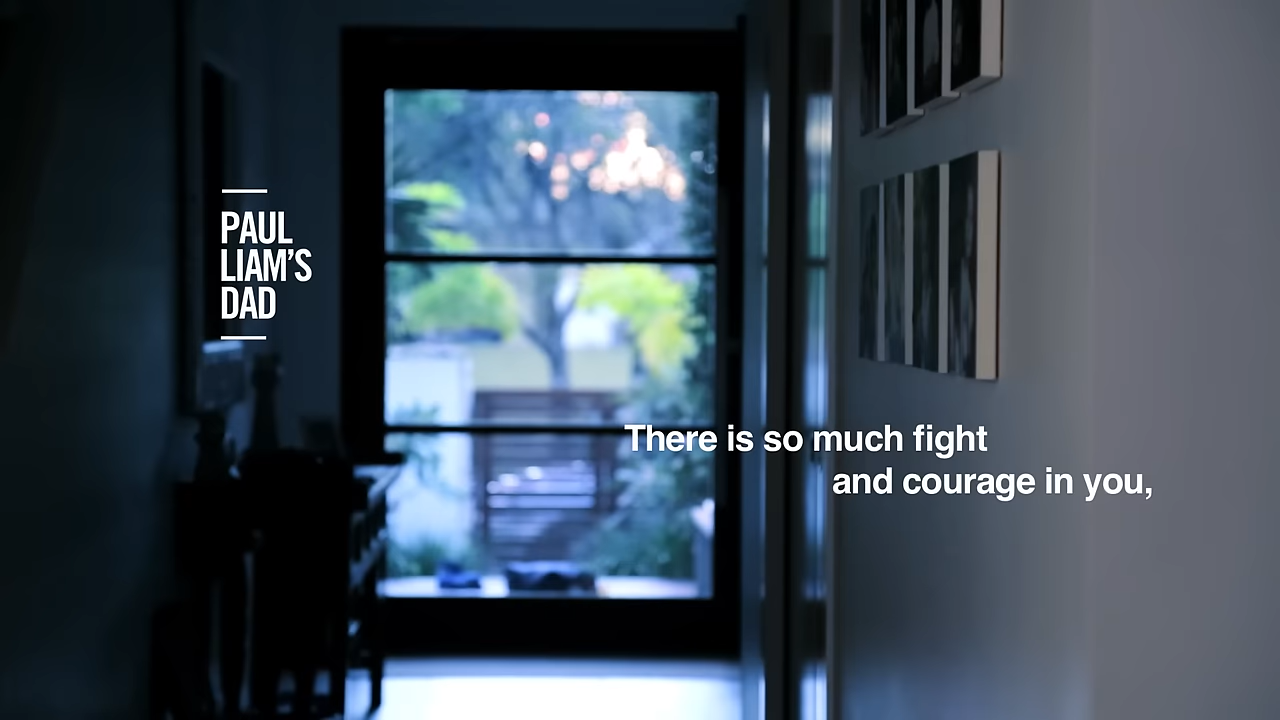 PAUL
LIAM'S
DAD
There is so much fight
and courage in you,